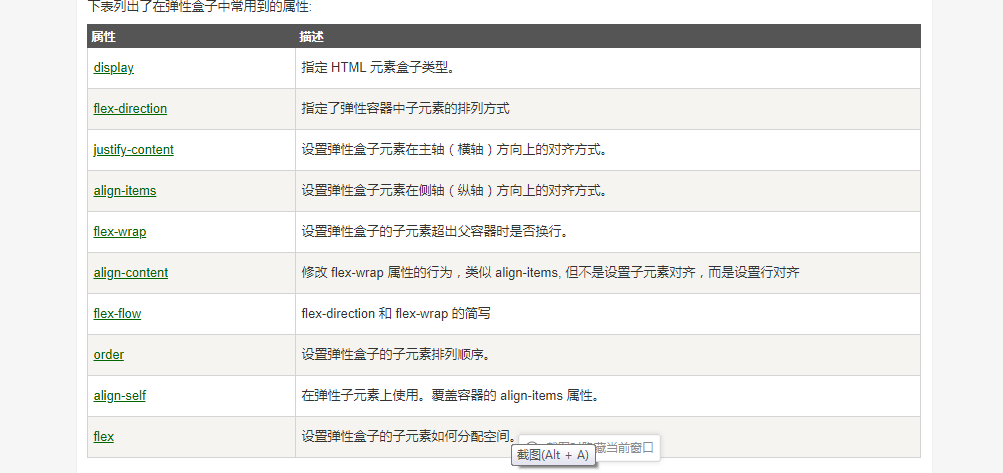 下表列出了在弹性盒子中常用到的属性:
属性 描述
display 指定 HTML 元素盒子类型。
flex-direction 指定了弹性容器中子元素的排列方式
justify-content 设置弹性盒子元素在主轴（横轴）方向上的对齐方式。
align-items 设置弹性盒子元素在侧轴（纵轴）方向上的对齐方式。
flex-wrap 设置弹性盒子的子元素超出父容器时是否换行。
align-content 修改 flex-wrap 属性的行为，类似 align-items, 但不是设置子元素对齐，而是设置行对齐
flex-flow flex-direction 和 flex-wrap 的简写
order 设置弹性盒子的子元素排列顺序。
align-self 在弹性子元素上使用。覆盖容器的 align-items 属性。
flex 设置弹性盒子的子元素如何分配空间。
藏当前窗口
截图(Alt + A)